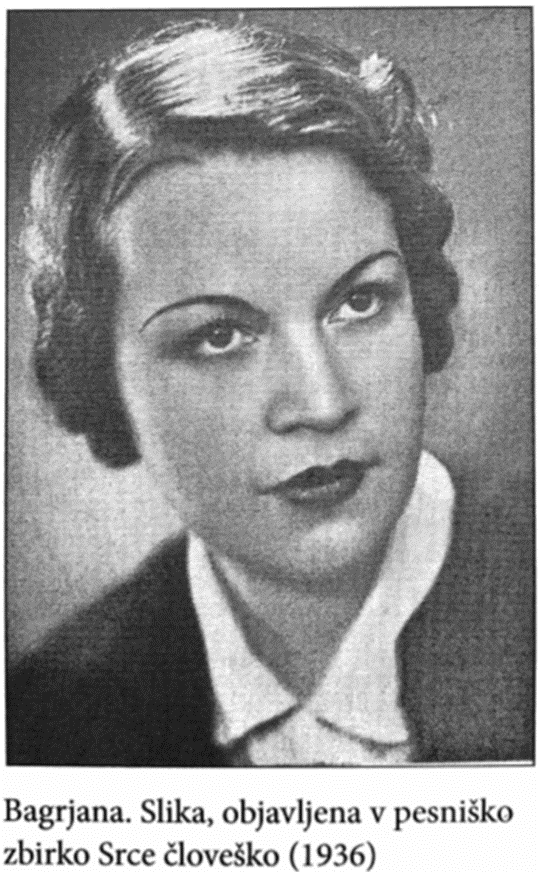 Bagrjana. Slika, objavljena v pesniško
zbirko Srce človeško (1936)